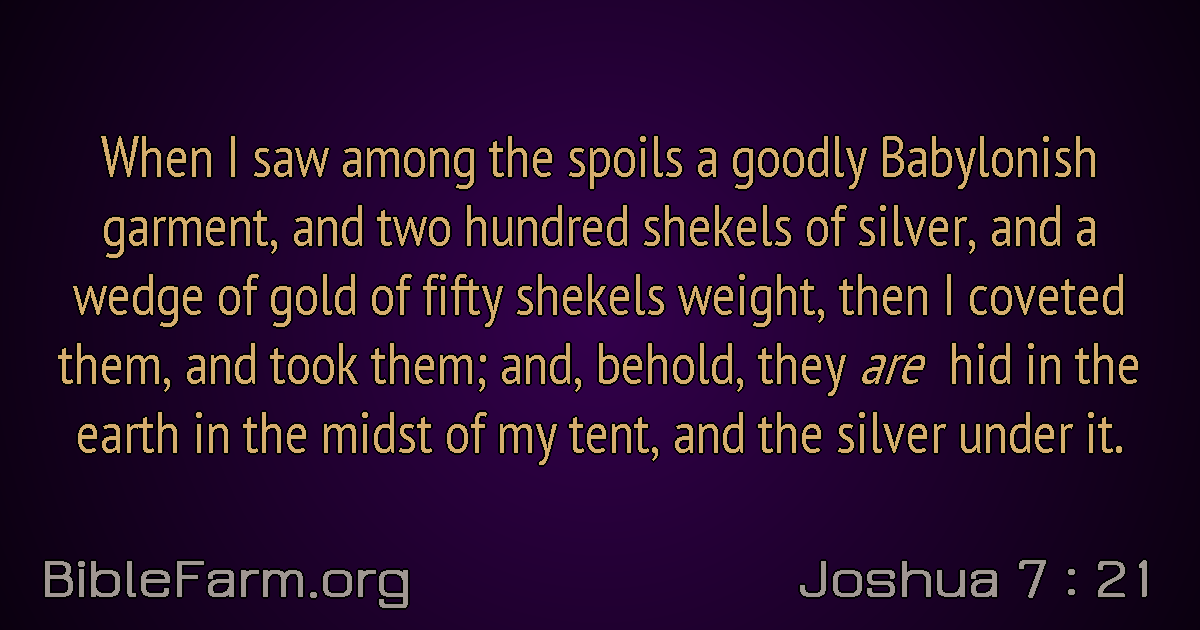 When I saw among the spoils a goodly Babylonish
garment, and two hundred shekels of silver, and a
wedge of gold of fifty shekels weight, then I coveted
them, and took them; and, behold, they are hid in the
earth in the midst of my tent, and the silver under it.
BibleFarm.org
Joshua 7 : 21